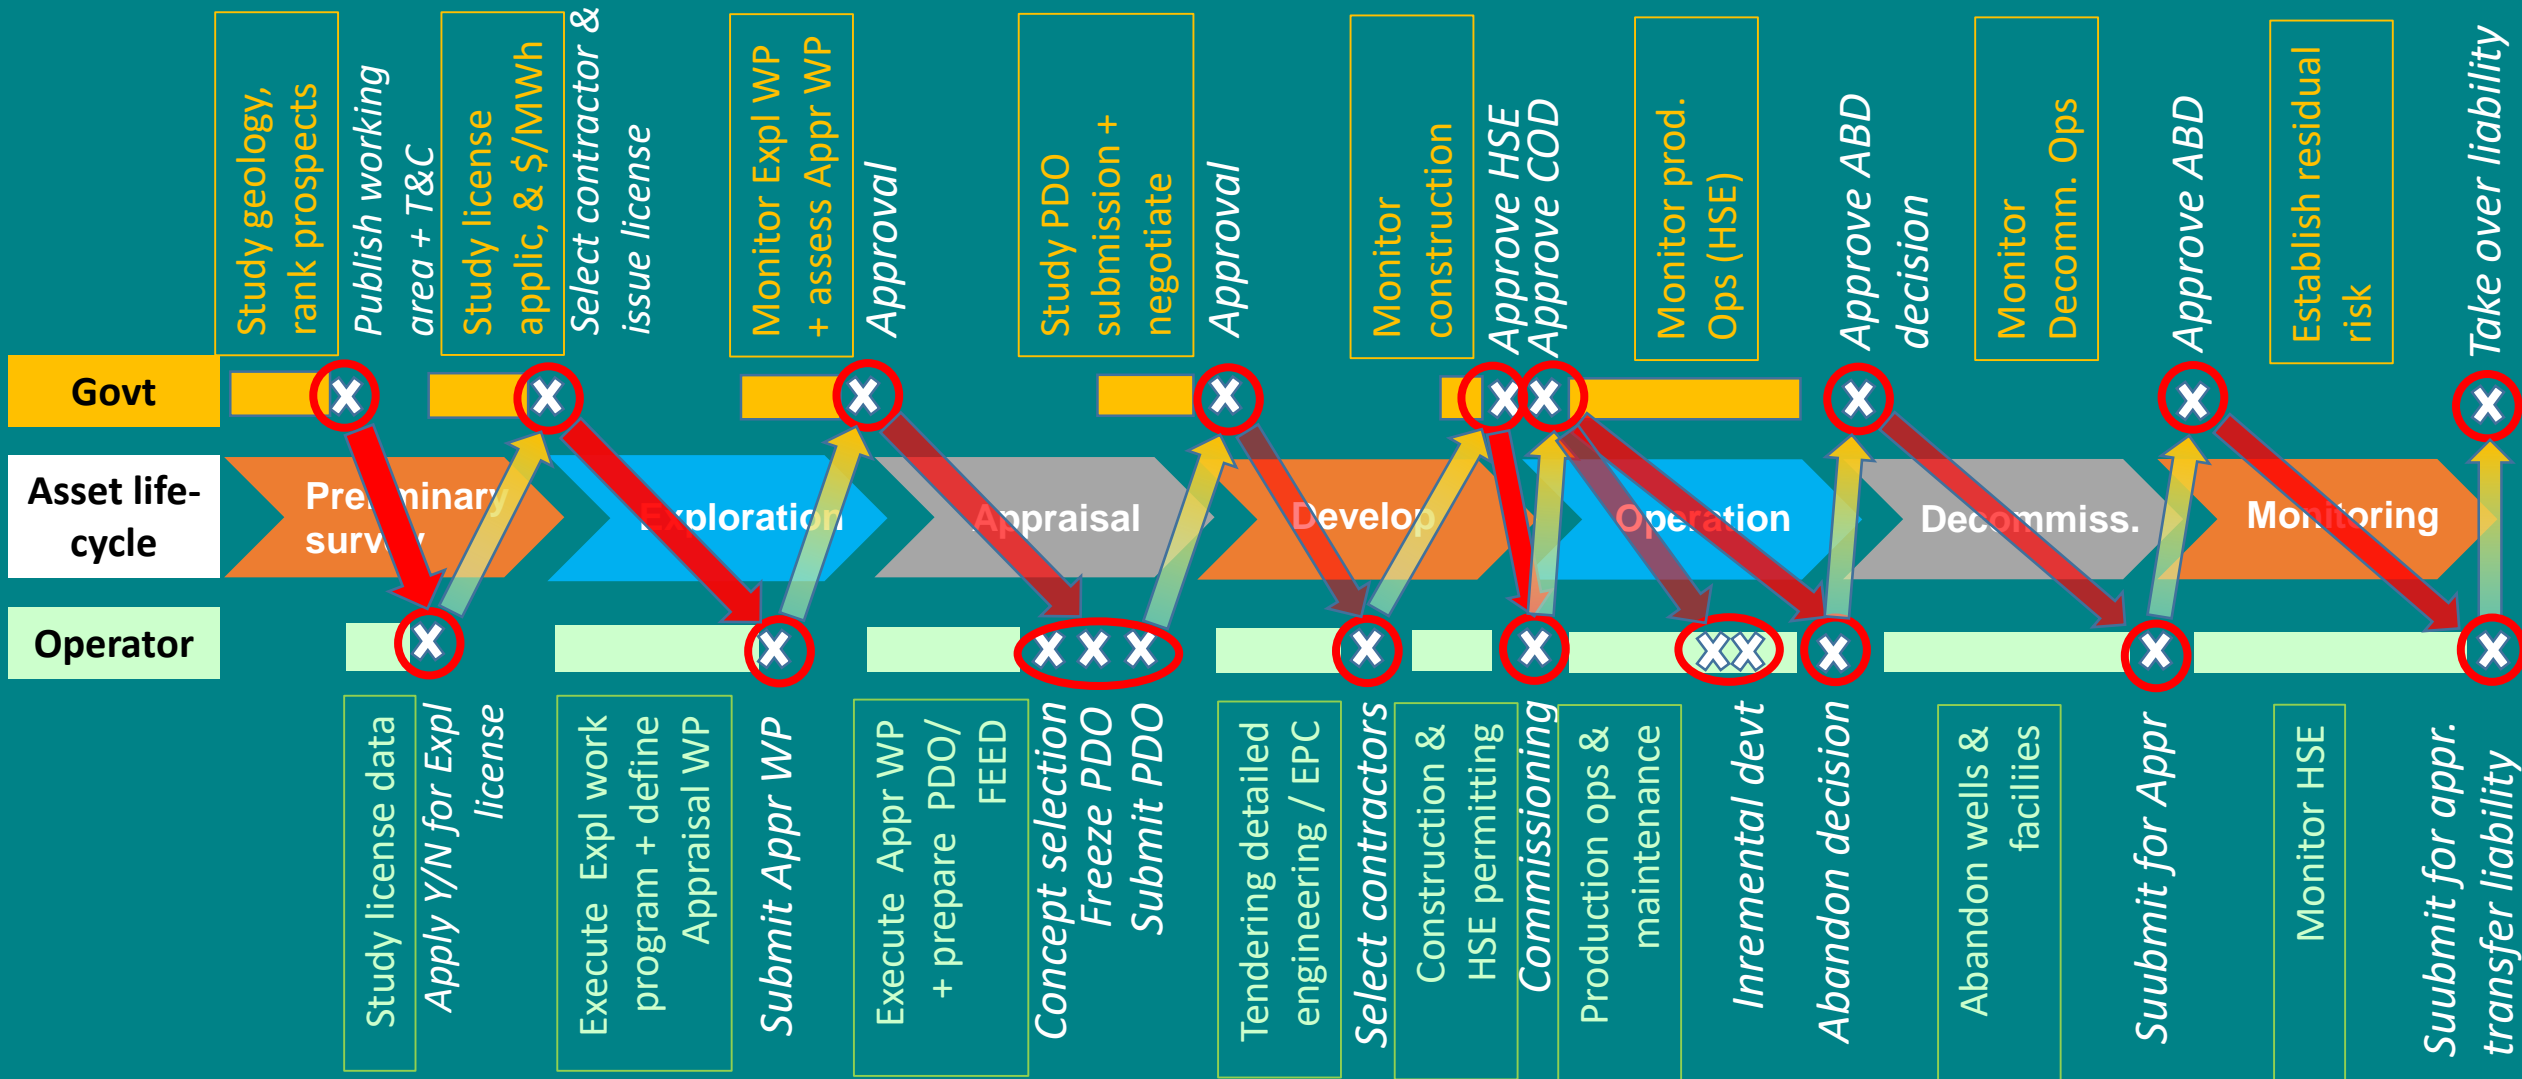 Study geology,
rank prospects
Publish working
area + T&C
Study license
applic, & $/MWh
Select contractor &
issue license
Monitor Expl WP
+ assess Appr WP
Approval
Study PDO
submission +
negotiate
Approval
Monitor
construction
Approve HSE
Approve COD
Monitor prod.
Ops (HSE)
Approve ABD
decision
Monitor
Decomm. Ops
Approve ABD
Establish residual
risk
Take over liability
Govt
X
X
X
X
X
X
X
X
X
Asset life-
cycle
Preliminary
survey
Exploration
Appraisal
Develop
Operation
Decommiss.
Monitoring
Operator
X
X
X X X
X
X
XX
X
X
X
Study license data
Apply Y/N for Expl
license
Execute Expl work
program + define
Appraisal WP
Submit Appr WP
Execute Appr WP
+ prepare PDO/
FEED
Concept selection
Freeze PDO
Submit PDO
Tendering detailed
engineering / EPC
Select contractors
Construction &
HSE permitting
Commissioning
Production ops &
maintenance
Inremental devt
Abandon decision
Abandon wells &
faciliies
Suubmit for Appr
Monitor HSE
Suubmit for appr.
transfer liability